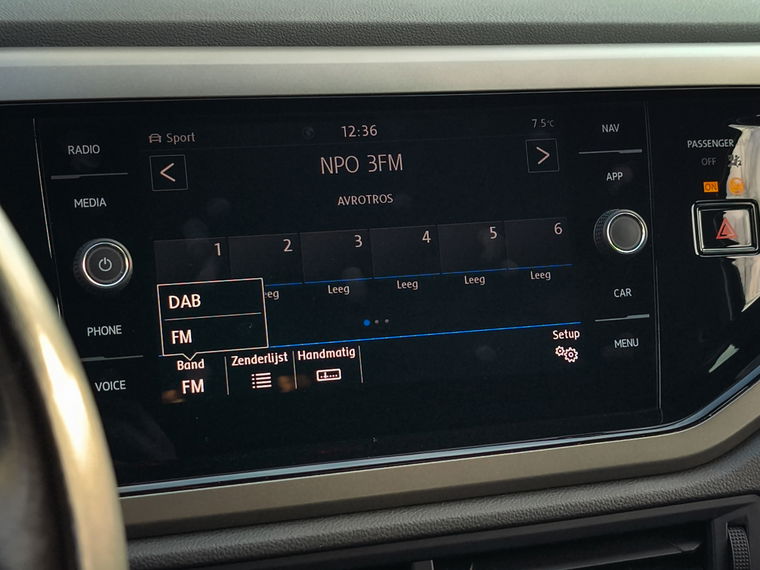 RADIO
MEDIA
PHONE
VOICE
Sport
12:36
7.5°C
<
NPO 3FM
>
AVROTROS
1 2 3 4 5 6
eg Leeg Leeg Leeg Leeg
DAB
FM
Band
FM
Zenderlijst
Handmatig
Setup
NAV
APP
CAR
MENU
PASSENGER
OFF
ON